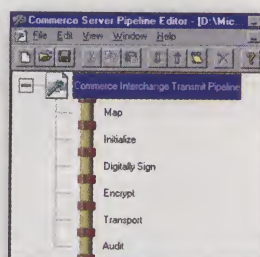 Commerce Server Pipeline Editor - [D:\Mic...
File Edit View Window Help
Commerce Interchange Transmit Pipeline
Map
Initialize
Digitally Sign
Encrypt
Transport
Audit